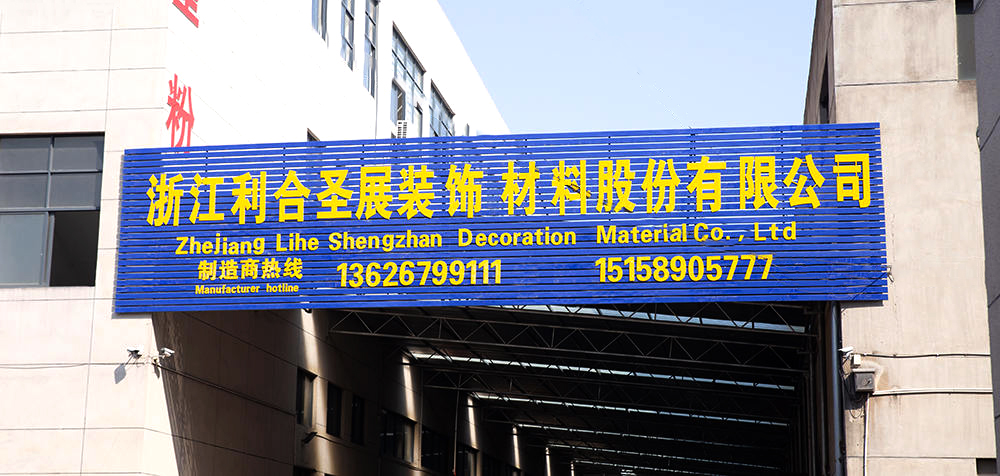 粉
浙江利合圣展装饰材料股份有限公司
Zhejiang Lihe Shengzhan Decoration Material Co. , Ltd
制造商热线 13626799111 15158905777
Manufacturer hotline